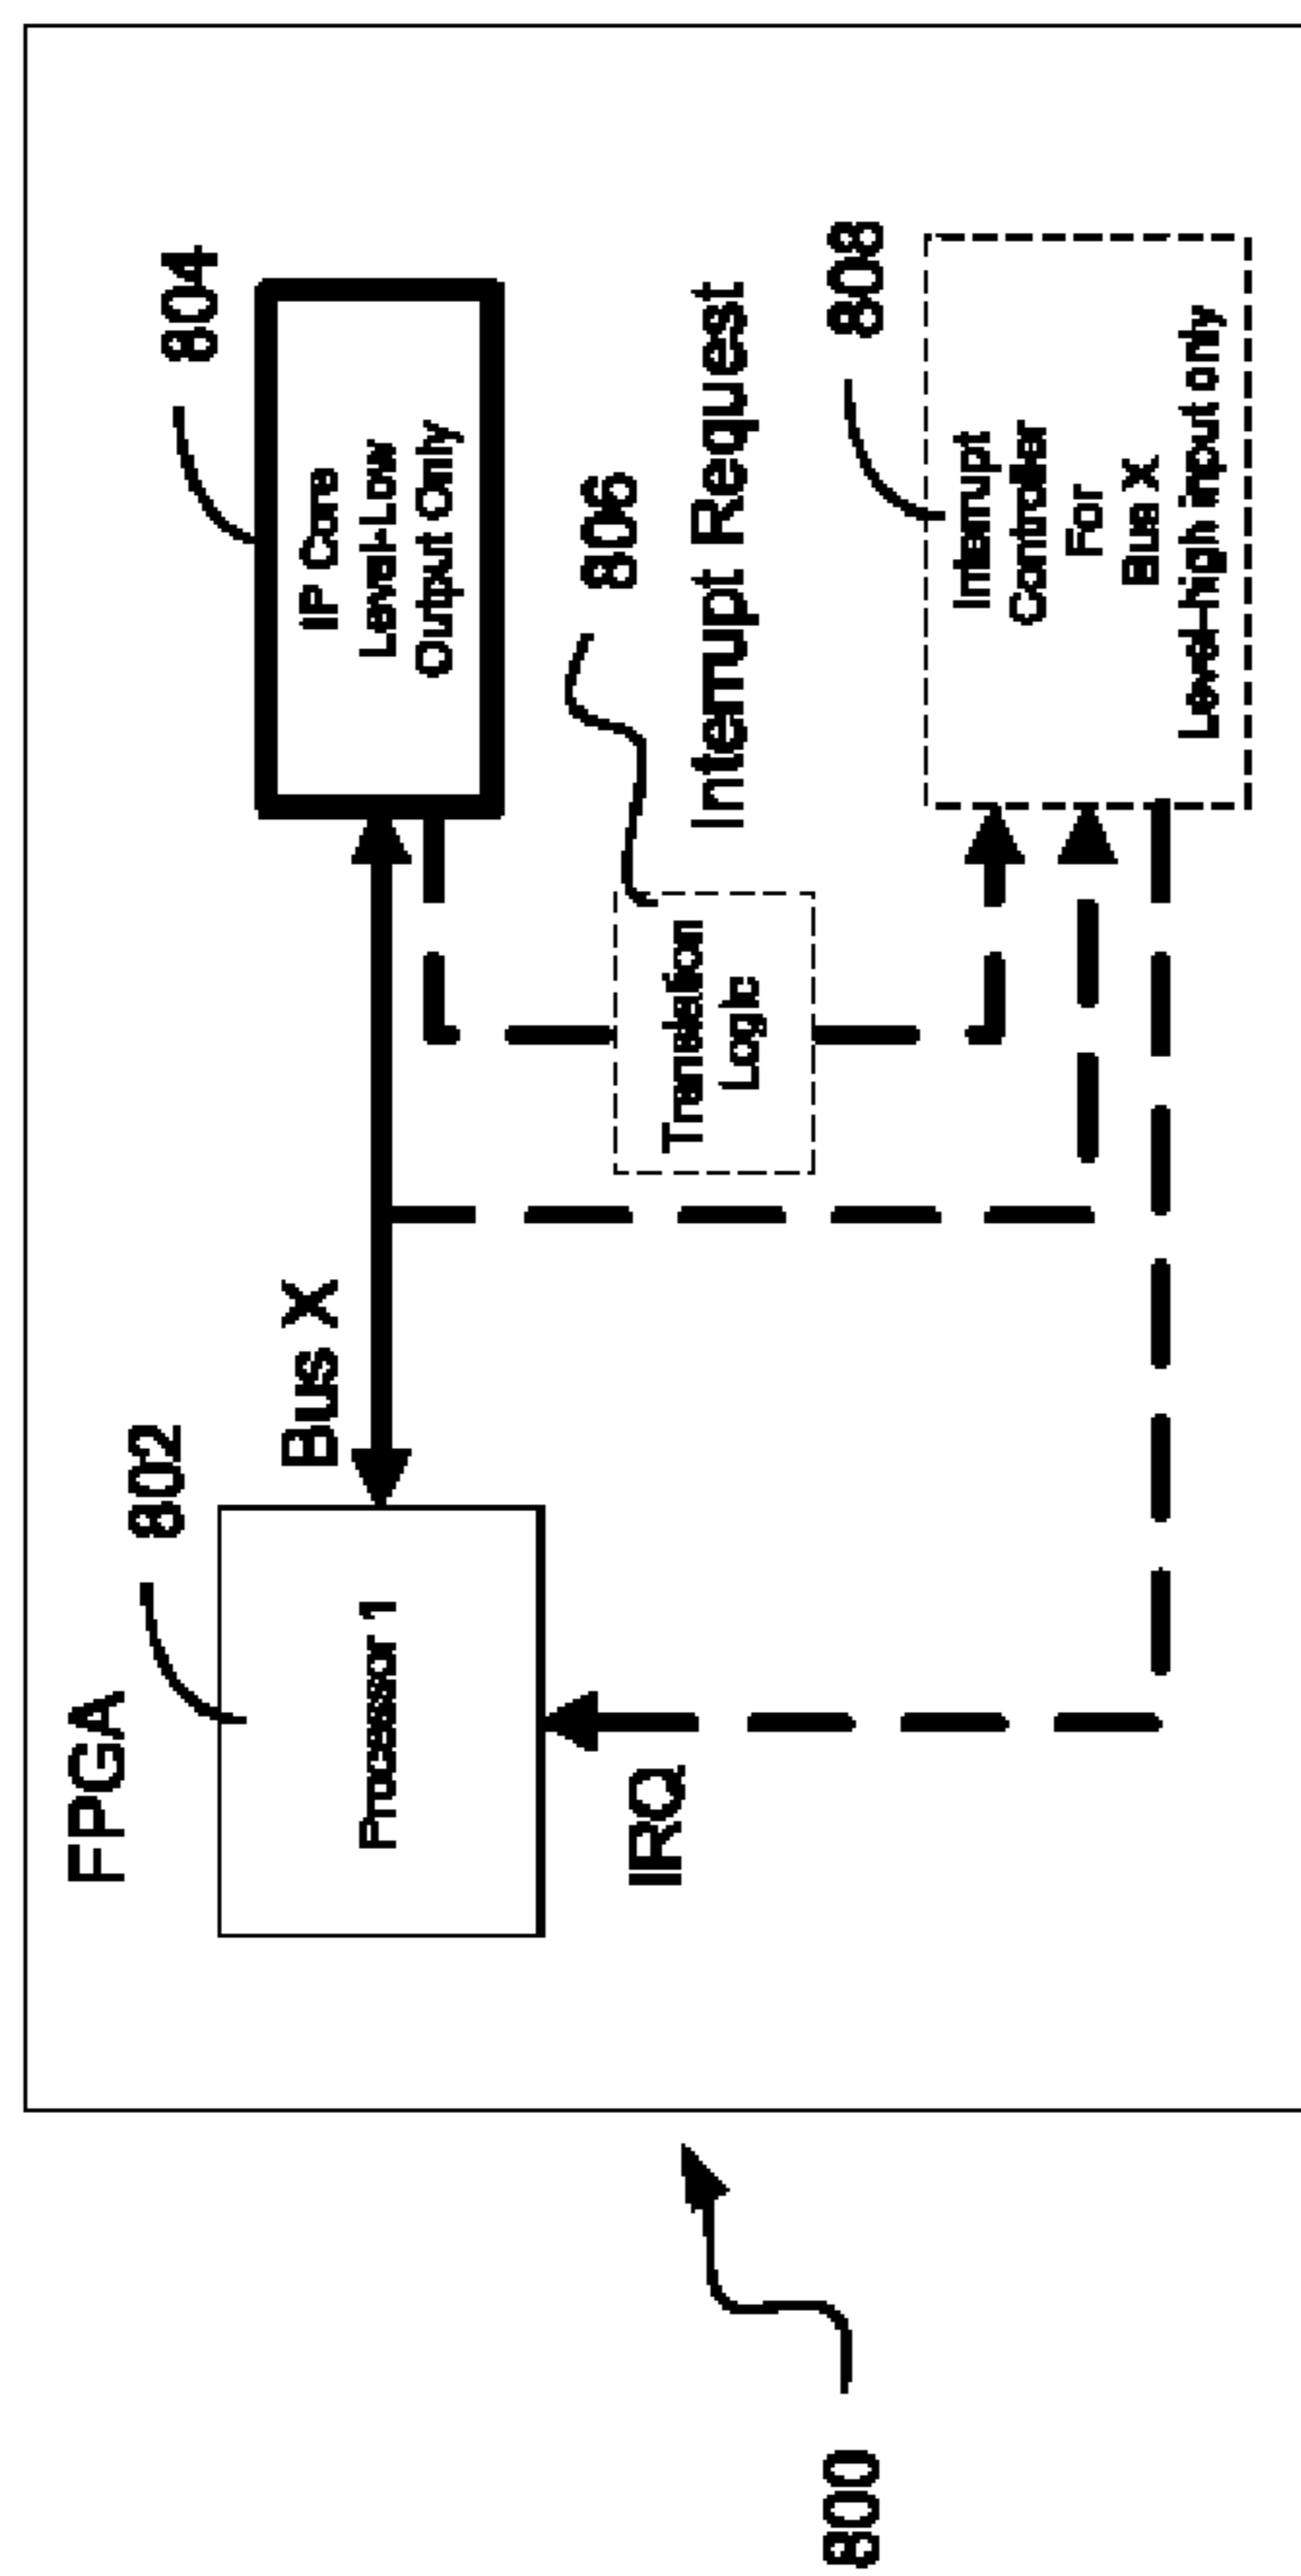 FPGA
802
Processor 1
Bus X
804
IP Core
Level-Low
Output Only
806
Translation
Logic
Interrupt Request
IRQ
808
Interrupt
Controller
For
Bus X
Level-high input only
800